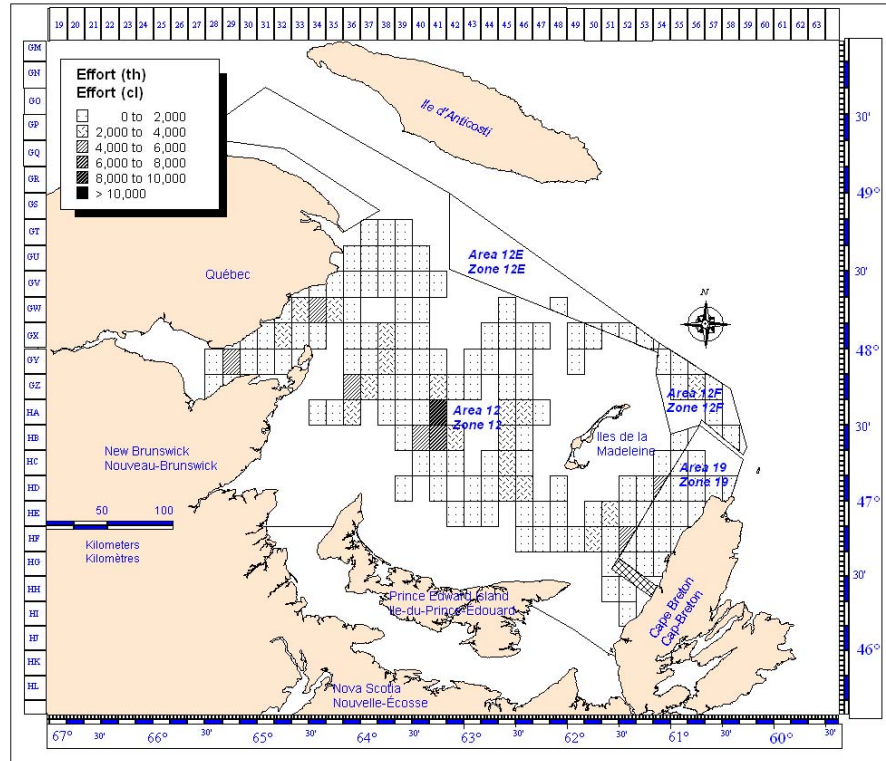 19 20 21 22 23 24 25 26 27 28 29 30 31 32 33 34 35 36 37 38 39 40 41 42 43 44 45 46 47 48 49 50 51 52 53 54 55 56 57 58 59 60 61 62 63
GM
GN
GO
GP
GQ
GR
GS
GT
GU
GV
GW
GX
GY
GZ
HA
HB
HC
HD
HE
HF
HG
HH
HI
HJ
HK
HL
Effort (th)
Effort (cl)
0 to 2,000
2,000 to 4,000
4,000 to 6,000
6,000 to 8,000
8,000 to 10,000
> 10,000
Ile d'Anticosti
Québec
Area 12E
Zone 12E
N
Area 12F
Zone 12F
Area 12
Zone 12
Iles de la
Madeleine
Area 19
Zone 19
New Brunswick
Nouveau-Brunswick
50 100
Kilometers
Kilomètres
Prince Edward Island
Ile-du-Prince-Édouard
Cape Breton
Cap-Breton
Nova Scotia
Nouvelle-Écosse
30'
49°
30'
48°
30'
47°
30'
46°
67° 30' 66° 30' 65° 30' 64° 30' 63° 30' 62° 30' 61° 30' 60° 30'